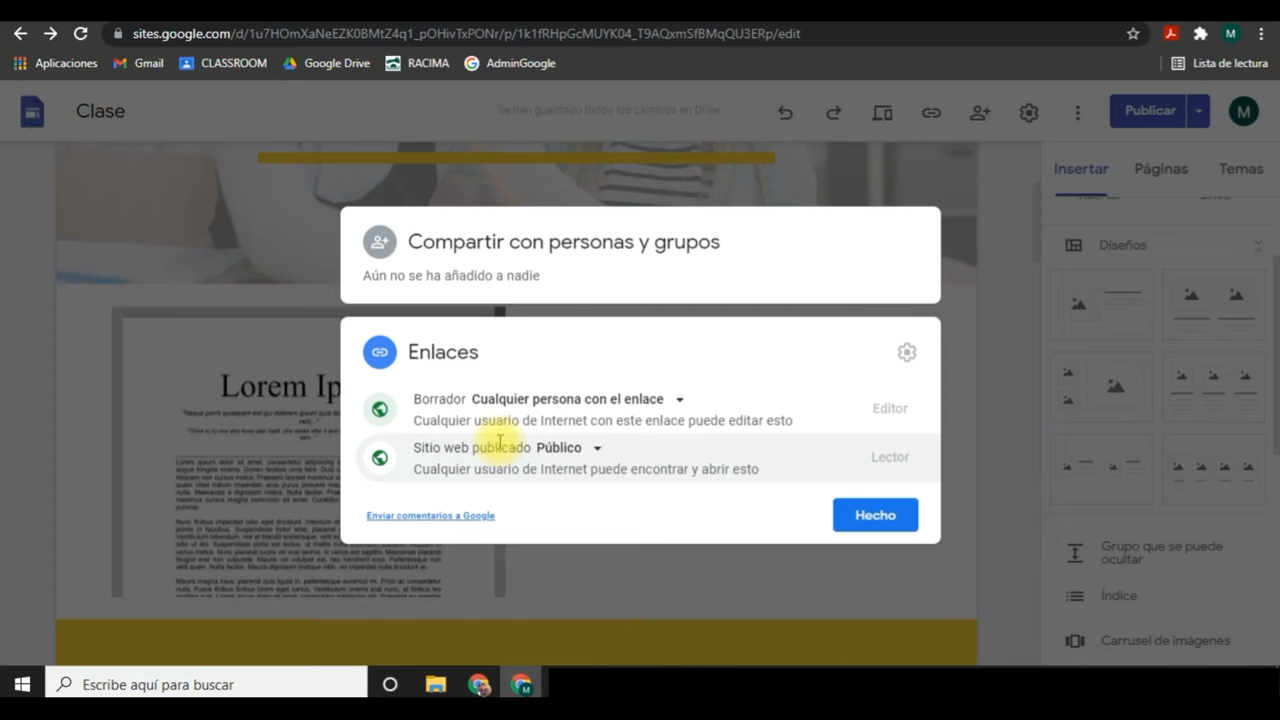 sites.google.com/d/1u7HOmXaNeEZK0BMtZ4q1_pOHivTxPONr/p/1k1fRHpGcMUYK04_T9AQxmSfBMqQU3ERp/edit
M
Aplicaciones
Gmail
CLASSROOM
Google Drive
RACIMA
AdminGoogle
Lista de lectura
Clase
Se han guardado todos los cambios en Drive
Publicar
M
Insertar
Páginas
Temas
Insertar
Drive
Diseños
Compartir con personas y grupos
Aún no se ha añadido a nadie
Enlaces
Borrador Cualquier persona con el enlace
Cualquier usuario de Internet con este enlace puede editar esto
Editor
Sitio web publicado Público
Cualquier usuario de Internet puede encontrar y abrir esto
Lector
Enviar comentarios a Google
Hecho
Lorem Ip
Grupo que se puede
ocultar
Índice
Carrusel de imágenes
Escribe aquí para buscar